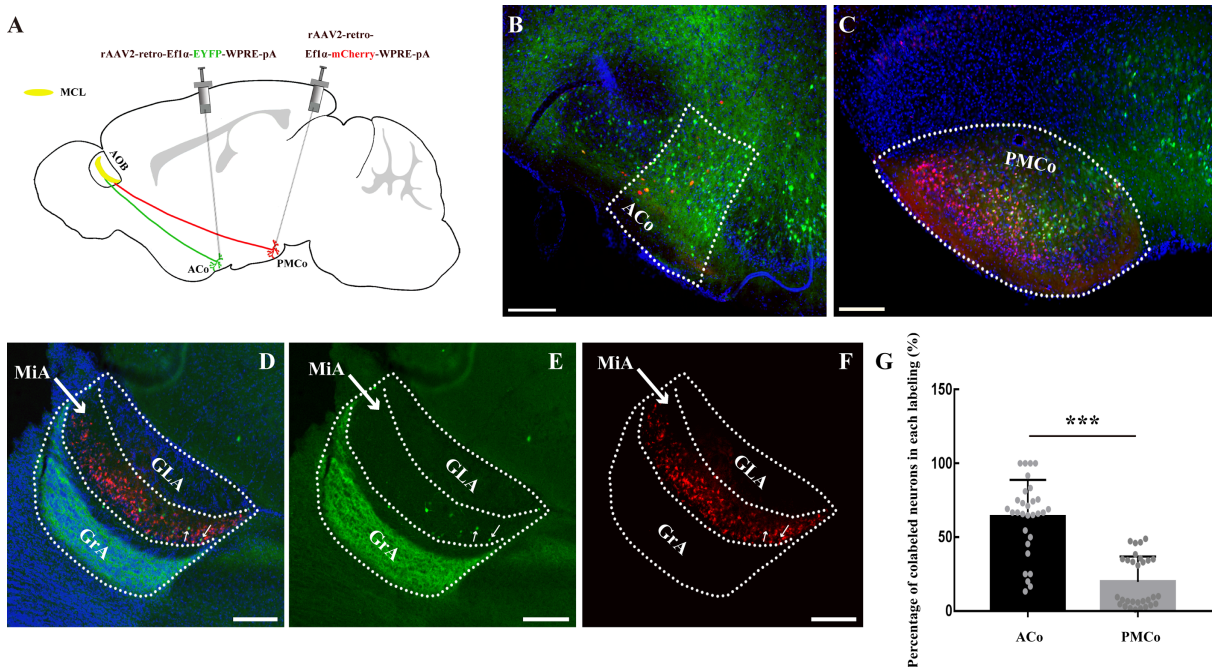 A
rAAV2-retro-Ef1α-EYFP-WPRE-pA
rAAV2-retro-
Ef1α-mCherry-WPRE-pA
MCL
AOB
ACo
PMCo
B
ACo
C
PMCo
D
MiA
GLA
GrA
E
MiA
GLA
GrA
F
MiA
GLA
GrA
G
Percentage of colabeled neurons in each labeling (%)
150
100
50
0
***
ACo
PMCo